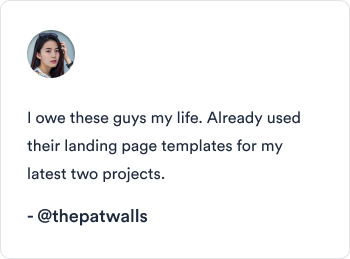 I owe these guys my life. Already used
their landing page templates for my
latest two projects.
- @thepatwalls